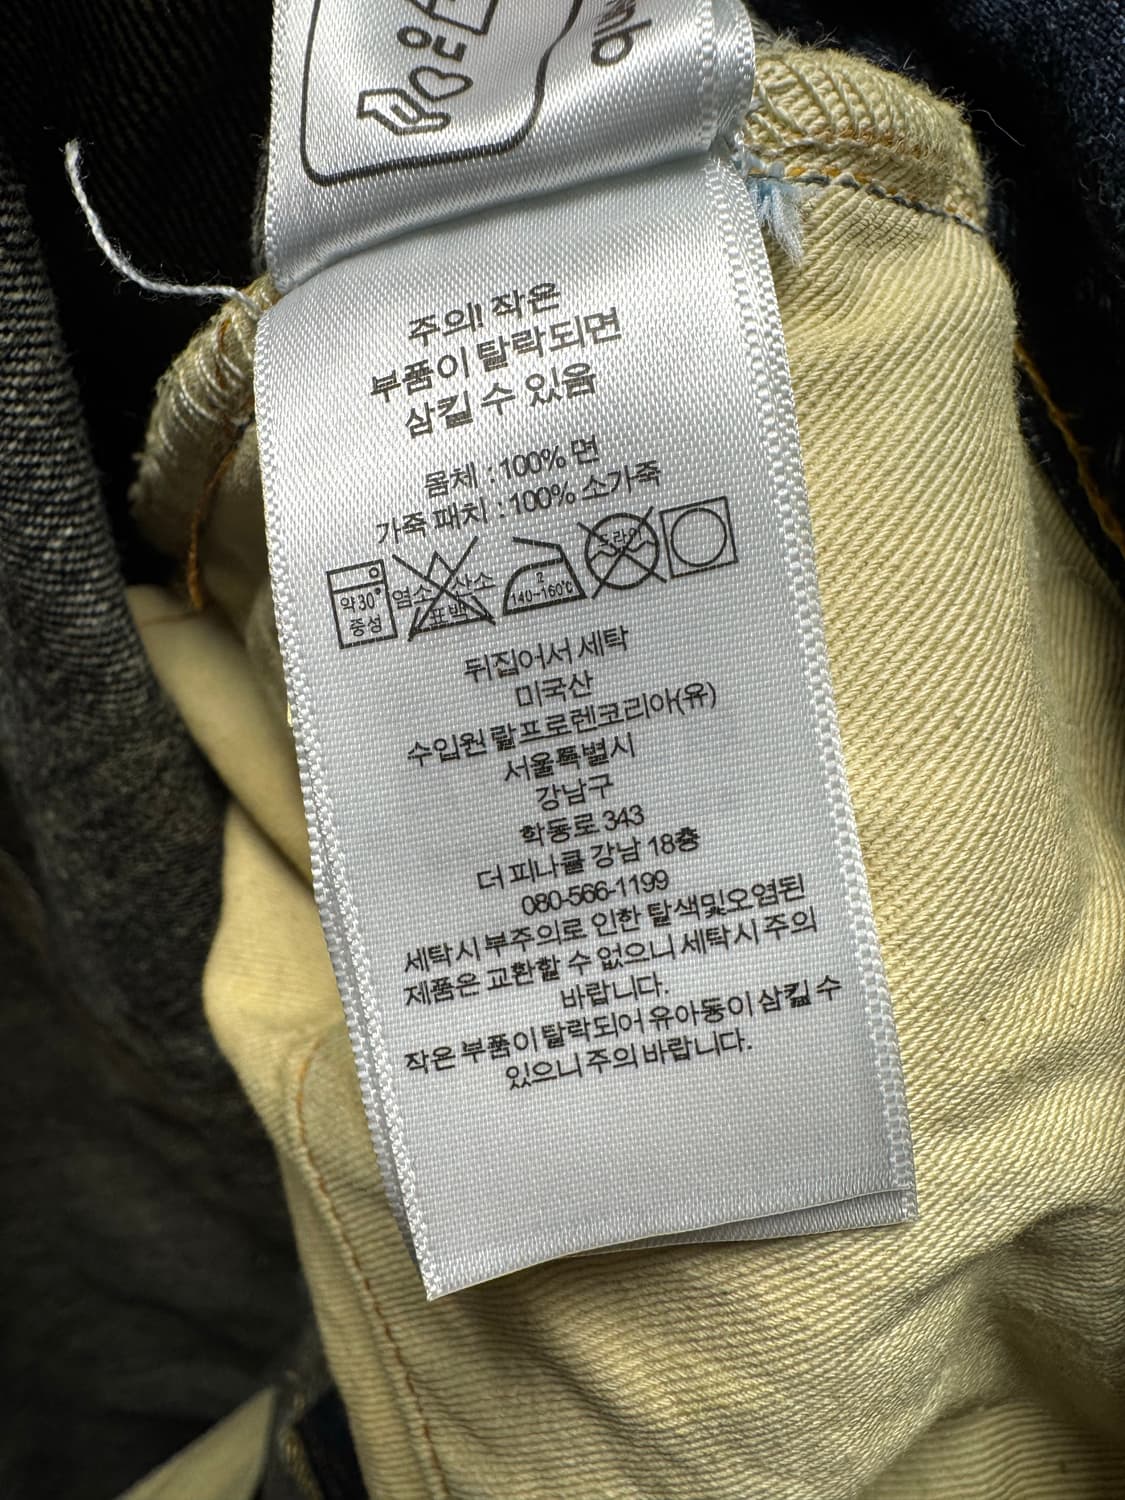 주의! 작은
부품이 탈락되면
삼킬 수 있음
몸체 : 100% 면
가죽 패치 : 100% 소가죽
약30°
중성
염소 산소
표백
2
140~160℃
드라이
뒤집어서 세탁
미국산
수입원 랄프로렌코리아(유)
서울특별시
강남구
학동로 343
더 피나클 강남 18층
080-566-1199
세탁시 부주의로 인한 탈색및오염된
제품은 교환할 수 없으니 세탁시 주의
바랍니다.
작은 부품이 탈락되어 유아동이 삼킬 수
있으니 주의 바랍니다.